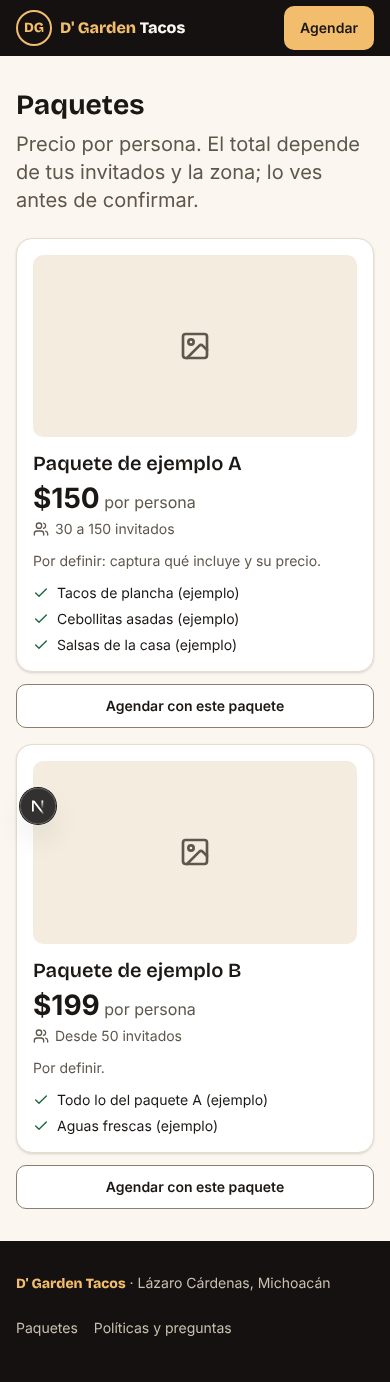 DG D' Garden Tacos Agendar
Paquetes
Precio por persona. El total depende
de tus invitados y la zona; lo ves
antes de confirmar.
Paquete de ejemplo A
$150 por persona
30 a 150 invitados
Por definir: captura qué incluye y su precio.
Tacos de plancha (ejemplo)
Cebollitas asadas (ejemplo)
Salsas de la casa (ejemplo)
Agendar con este paquete
N
Paquete de ejemplo B
$199 por persona
Desde 50 invitados
Por definir.
Todo lo del paquete A (ejemplo)
Aguas frescas (ejemplo)
Agendar con este paquete
D' Garden Tacos · Lázaro Cárdenas, Michoacán
Paquetes Políticas y preguntas